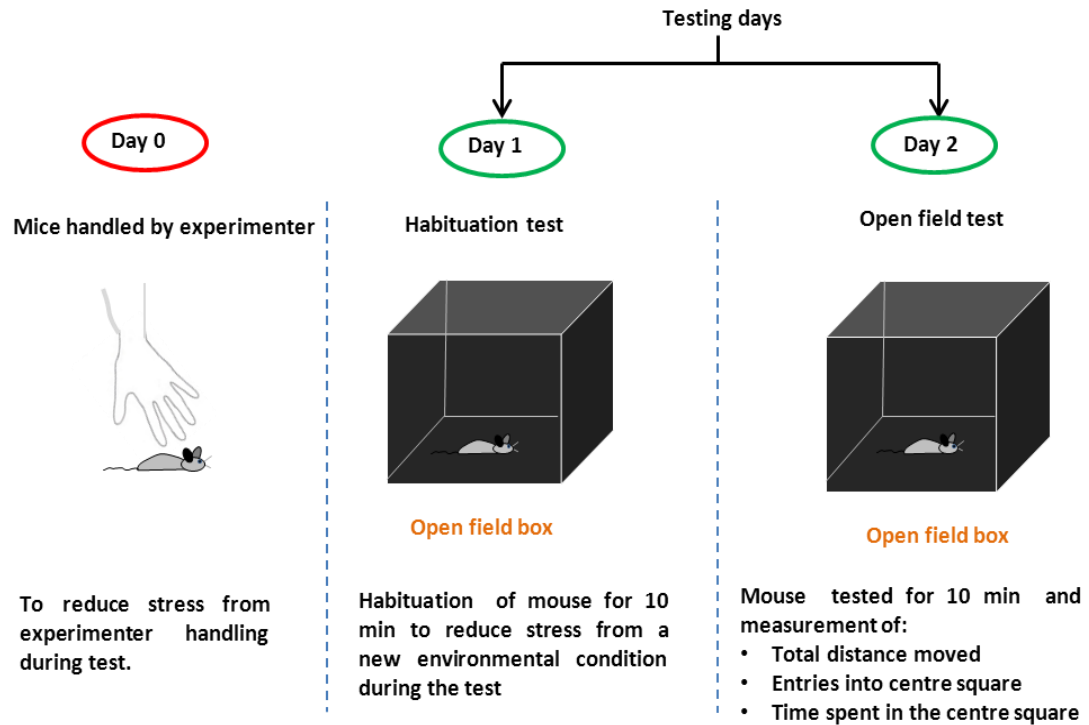 Testing days
Day 0
Day 1
Day 2
Mice handled by experimenter
Habituation test
Open field test
Open field box
Open field box
To reduce stress from
experimenter handling
during test.
Habituation of mouse for 10
min to reduce stress from a
new environmental condition
during the test
Mouse tested for 10 min and
measurement of:
• Total distance moved
• Entries into centre square
• Time spent in the centre square